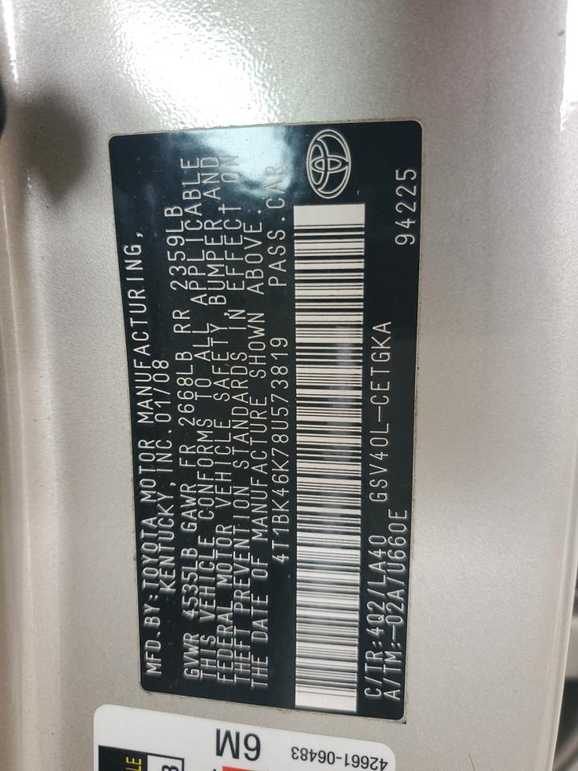 MFD.BY:TOYOTA MOTOR MANUFACTURING,
KENTUCKY, INC. 01/08
GVWR 4535LB GAWR FR 2668LB RR 2359LB
THIS VEHICLE CONFORMS TO ALL APPLICABLE
FEDERAL MOTOR VEHICLE SAFETY, BUMPER AND
THEFT PREVENTION STANDARDS IN EFFECT ON
THE DATE OF MANUFACTURE SHOWN ABOVE.
4T1BK46K78U573819 PASS.CAR
C/TR:4Q2/LA40 GSV40L-CETGKA
A/TM:-02A/U660E 94225
6M
42661-06483